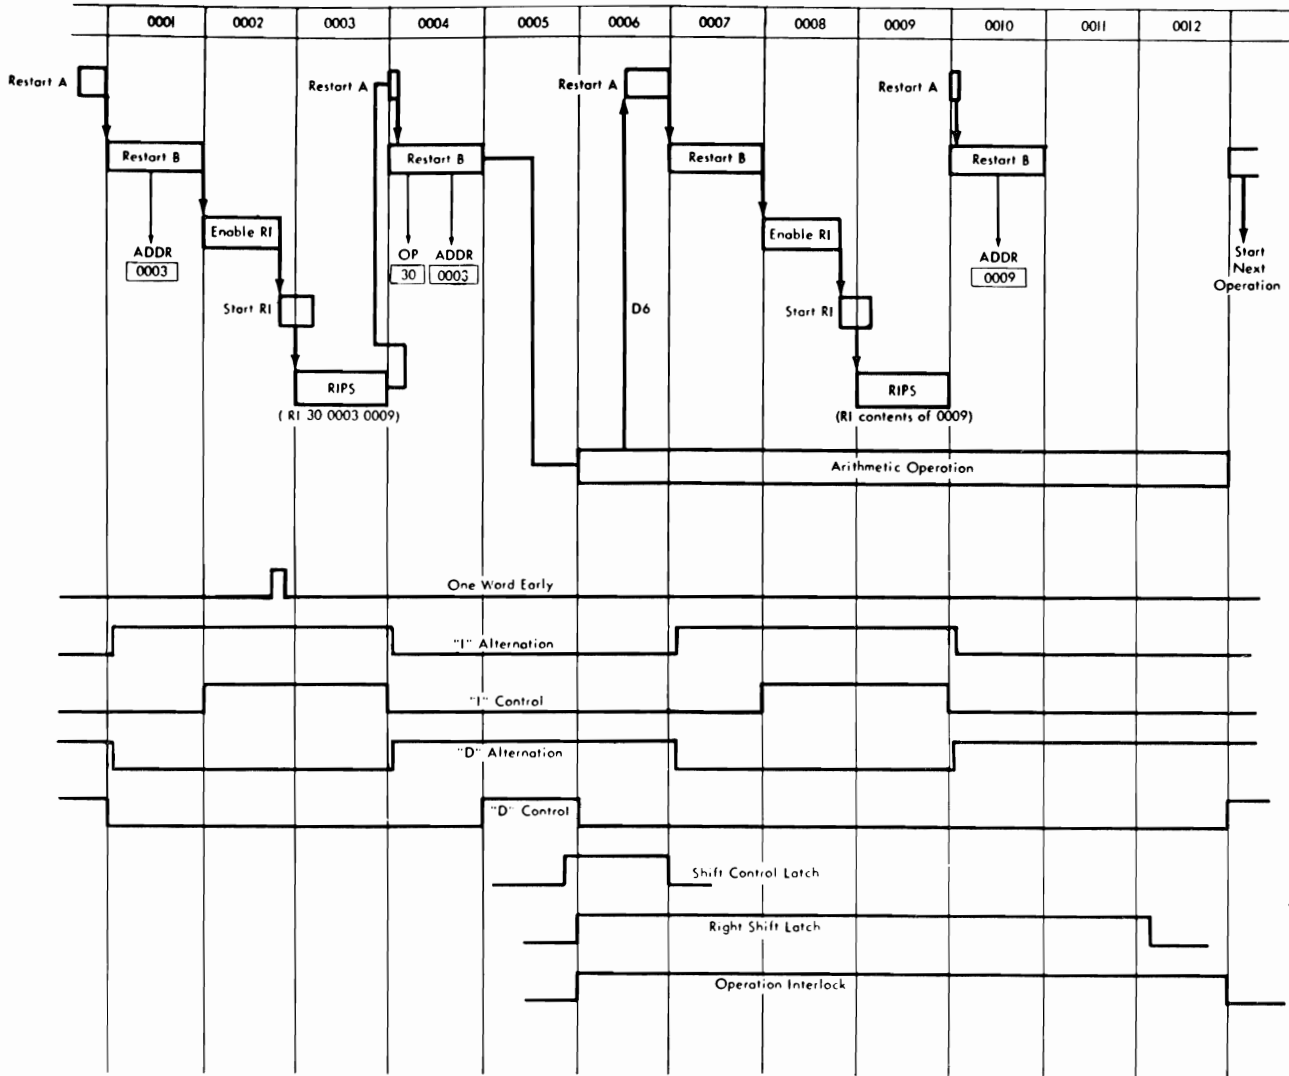 0001 0002 0003 0004 0005 0006 0007 0008 0009 0010 0011 0012
Restart A Restart A Restart A Restart A
Restart B Restart B Restart B Restart B
Enable RI Enable RI
ADDR OP ADDR ADDR Start
0003 30 0003 0009 Next
Operation
Start RI D6 Start RI
RIPS RIPS
( RI 30 0003 0009) (RI contents of 0009)
Arithmetic Operation
One Word Early
"I" Alternation
"I" Control
"D" Alternation
"D" Control
Shift Control Latch
Right Shift Latch
Operation Interlock